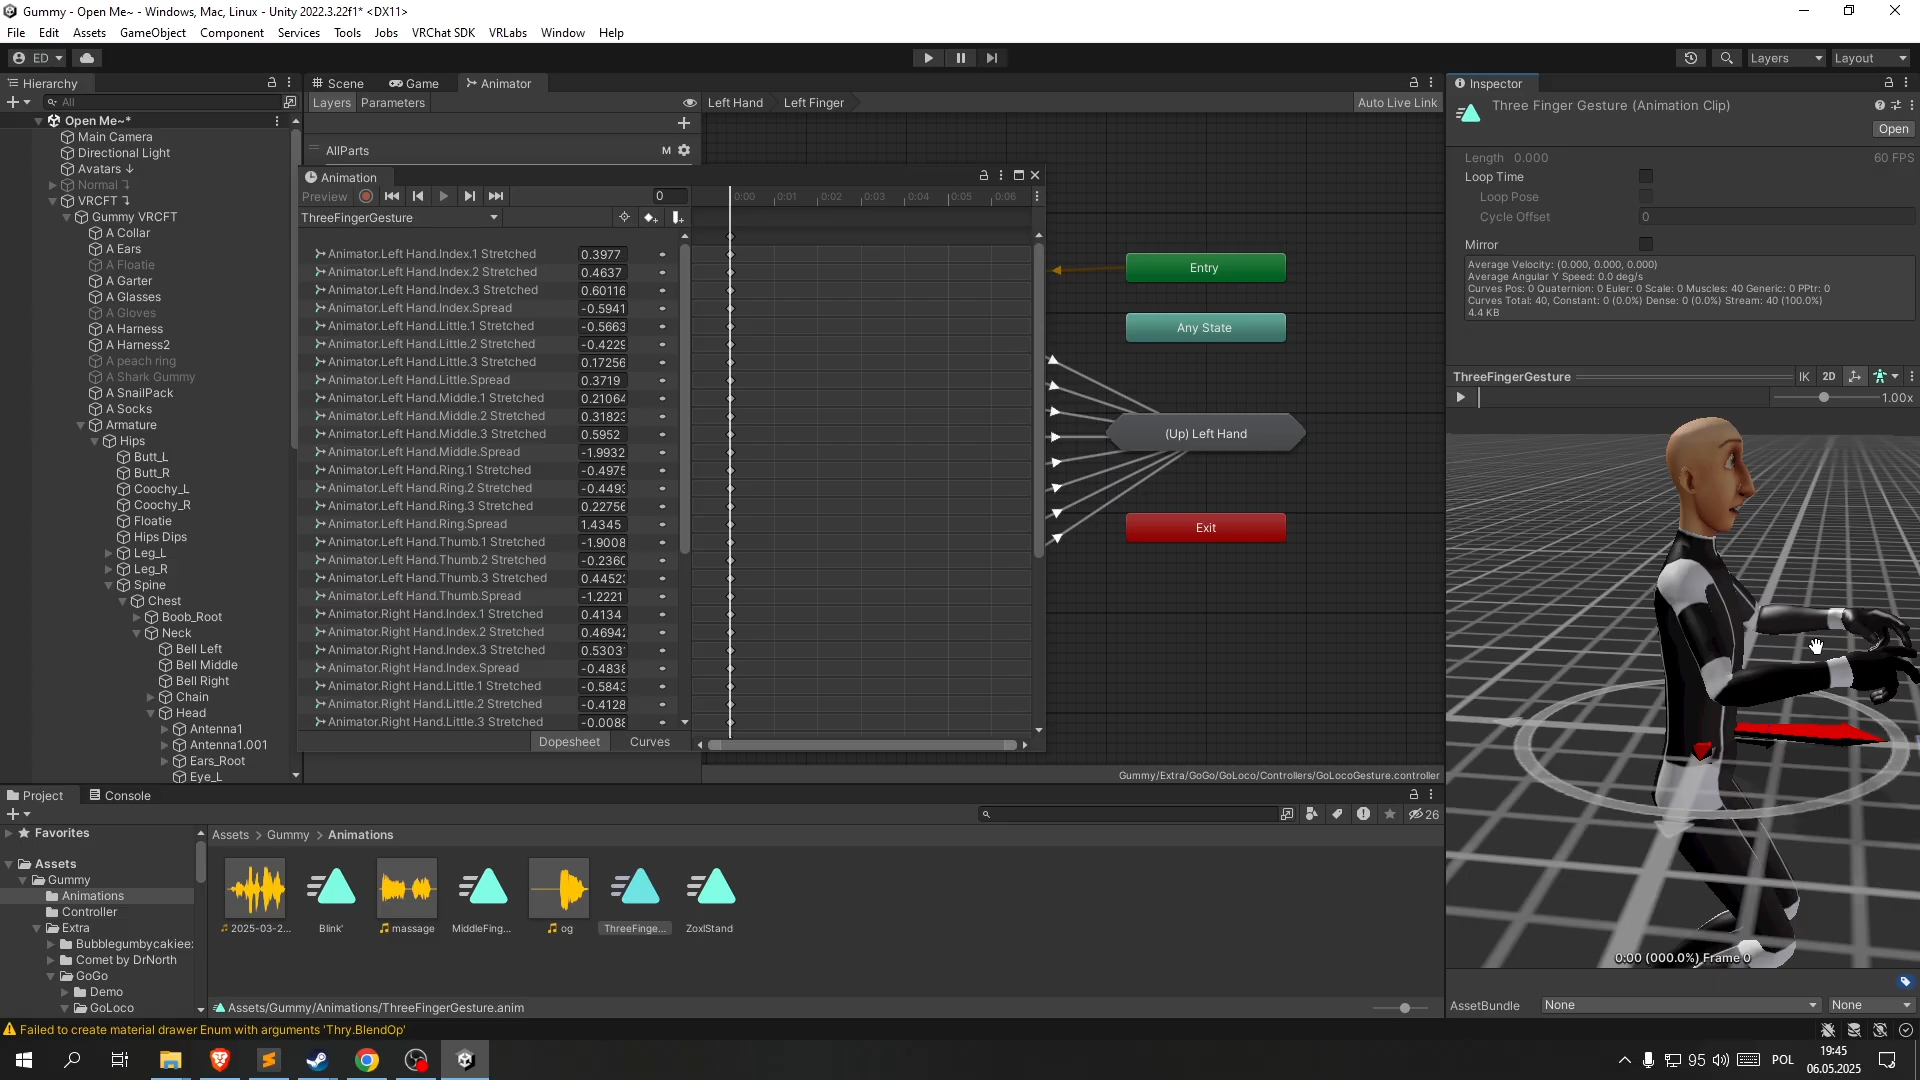 Gummy - Open Me~ - Windows, Mac, Linux - Unity 2022.3.22f1* <DX11>
File Edit Assets GameObject Component Services Tools Jobs VRChat SDK VRLabs Window Help
ED Layers Layout
Hierarchy
All
Open Me~*
Main Camera
Directional Light
Avatars ↓
Normal ↴
VRCFT ↴
Gummy VRCFT
A Collar
A Ears
A Floatie
A Garter
A Glasses
A Gloves
A Harness
A Harness2
A peach ring
A Shark Gummy
A SnailPack
A Socks
Armature
Hips
Butt_L
Butt_R
Coochy_L
Coochy_R
Floatie
Hips Dips
Leg_L
Leg_R
Spine
Chest
Boob_Root
Neck
Bell Left
Bell Middle
Bell Right
Chain
Head
Antenna1
Antenna1.001
Ears_Root
Eye_L
Scene Game Animator
Layers Parameters
Left Hand Left Finger Auto Live Link
AllParts M
Animation
Preview 0
0:00 0:01 0:02 0:03 0:04 0:05 0:06
ThreeFingerGesture
Animator.Left Hand.Index.1 Stretched 0.3977
Animator.Left Hand.Index.2 Stretched 0.4637
Animator.Left Hand.Index.3 Stretched 0.60116
Animator.Left Hand.Index.Spread -0.5941
Animator.Left Hand.Little.1 Stretched -0.5663
Animator.Left Hand.Little.2 Stretched -0.4229
Animator.Left Hand.Little.3 Stretched 0.17256
Animator.Left Hand.Little.Spread 0.3719
Animator.Left Hand.Middle.1 Stretched 0.21064
Animator.Left Hand.Middle.2 Stretched 0.31823
Animator.Left Hand.Middle.3 Stretched 0.5952
Animator.Left Hand.Middle.Spread -1.9932
Animator.Left Hand.Ring.1 Stretched -0.4975
Animator.Left Hand.Ring.2 Stretched -0.4493
Animator.Left Hand.Ring.3 Stretched 0.22756
Animator.Left Hand.Ring.Spread 1.4345
Animator.Left Hand.Thumb.1 Stretched -1.9008
Animator.Left Hand.Thumb.2 Stretched -0.2360
Animator.Left Hand.Thumb.3 Stretched 0.4452
Animator.Left Hand.Thumb.Spread -1.2221
Animator.Right Hand.Index.1 Stretched 0.4134
Animator.Right Hand.Index.2 Stretched 0.4694
Animator.Right Hand.Index.3 Stretched 0.5303
Animator.Right Hand.Index.Spread -0.4838
Animator.Right Hand.Little.1 Stretched -0.5843
Animator.Right Hand.Little.2 Stretched -0.4128
Animator.Right Hand.Little.3 Stretched -0.0088
Dopesheet Curves
Entry
Any State
(Up) Left Hand
Exit
Gummy/Extra/GoGo/GoLoco/Controllers/GoLocoGesture.controller
Inspector
Three Finger Gesture (Animation Clip)
Open
Length 0.000 60 FPS
Loop Time
Loop Pose
Cycle Offset 0
Mirror
Average Velocity: (0.000, 0.000, 0.000)
Average Angular Y Speed: 0.0 deg/s
Curves Pos: 0 Quaternion: 0 Euler: 0 Scale: 0 Muscles: 40 Generic: 0 PPtr: 0
Curves Total: 40, Constant: 0 (0.0%) Dense: 0 (0.0%) Stream: 40 (100.0%)
4.4 KB
ThreeFingerGesture IK 2D
1.00x
0:00 (000.0%) Frame 0
AssetBundle None None
Project Console
26
Favorites
Assets
Gummy
Animations
Controller
Extra
Bubblegumbycakiee
Comet by DrNorth
GoGo
Demo
GoLoco
Assets > Gummy > Animations
2025-03-2... Blink' massage MiddleFing... og ThreeFinge... ZoxlStand
Assets/Gummy/Animations/ThreeFingerGesture.anim
Failed to create material drawer Enum with arguments 'Thry.BlendOp'
95 POL
19:45
06.05.2025